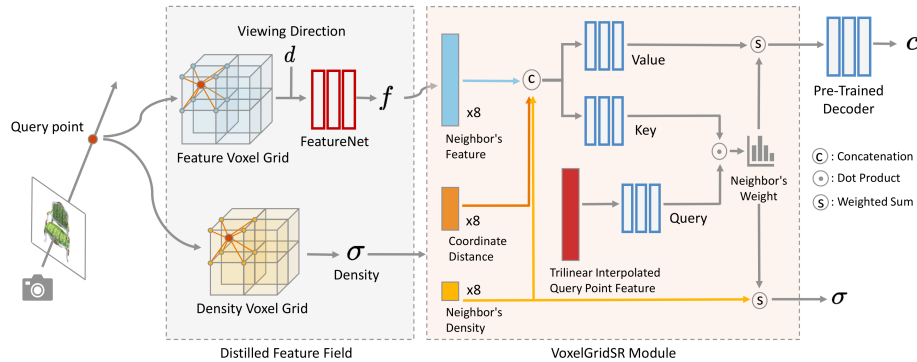 Viewing Direction
d
Query point
Feature Voxel Grid
FeatureNet
f
Density Voxel Grid
σ
Density
Distilled Feature Field
x8
Neighbor's
Feature
x8
Coordinate
Distance
x8
Neighbor's
Density
C
Value
Key
Query
Trilinear Interpolated
Query Point Feature
S
Neighbor's
Weight
S
Pre-Trained
Decoder
c
σ
C : Concatenation
: Dot Product
S : Weighted Sum
VoxelGridSR Module